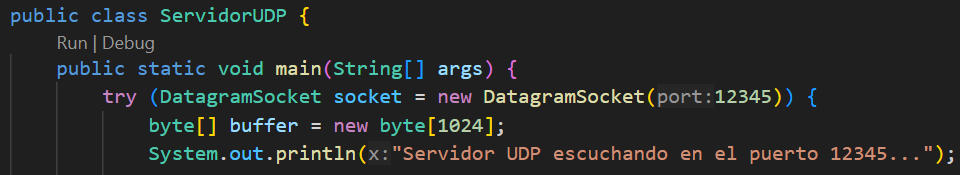 public class ServidorUDP {
Run | Debug
public static void main(String[] args) {
try (DatagramSocket socket = new DatagramSocket(port:12345)) {
byte[] buffer = new byte[1024];
System.out.println(x:"Servidor UDP escuchando en el puerto 12345...");